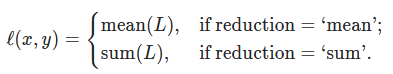 ℓ(x, y) = { mean(L), if reduction = ‘mean’;
sum(L), if reduction = ‘sum’.